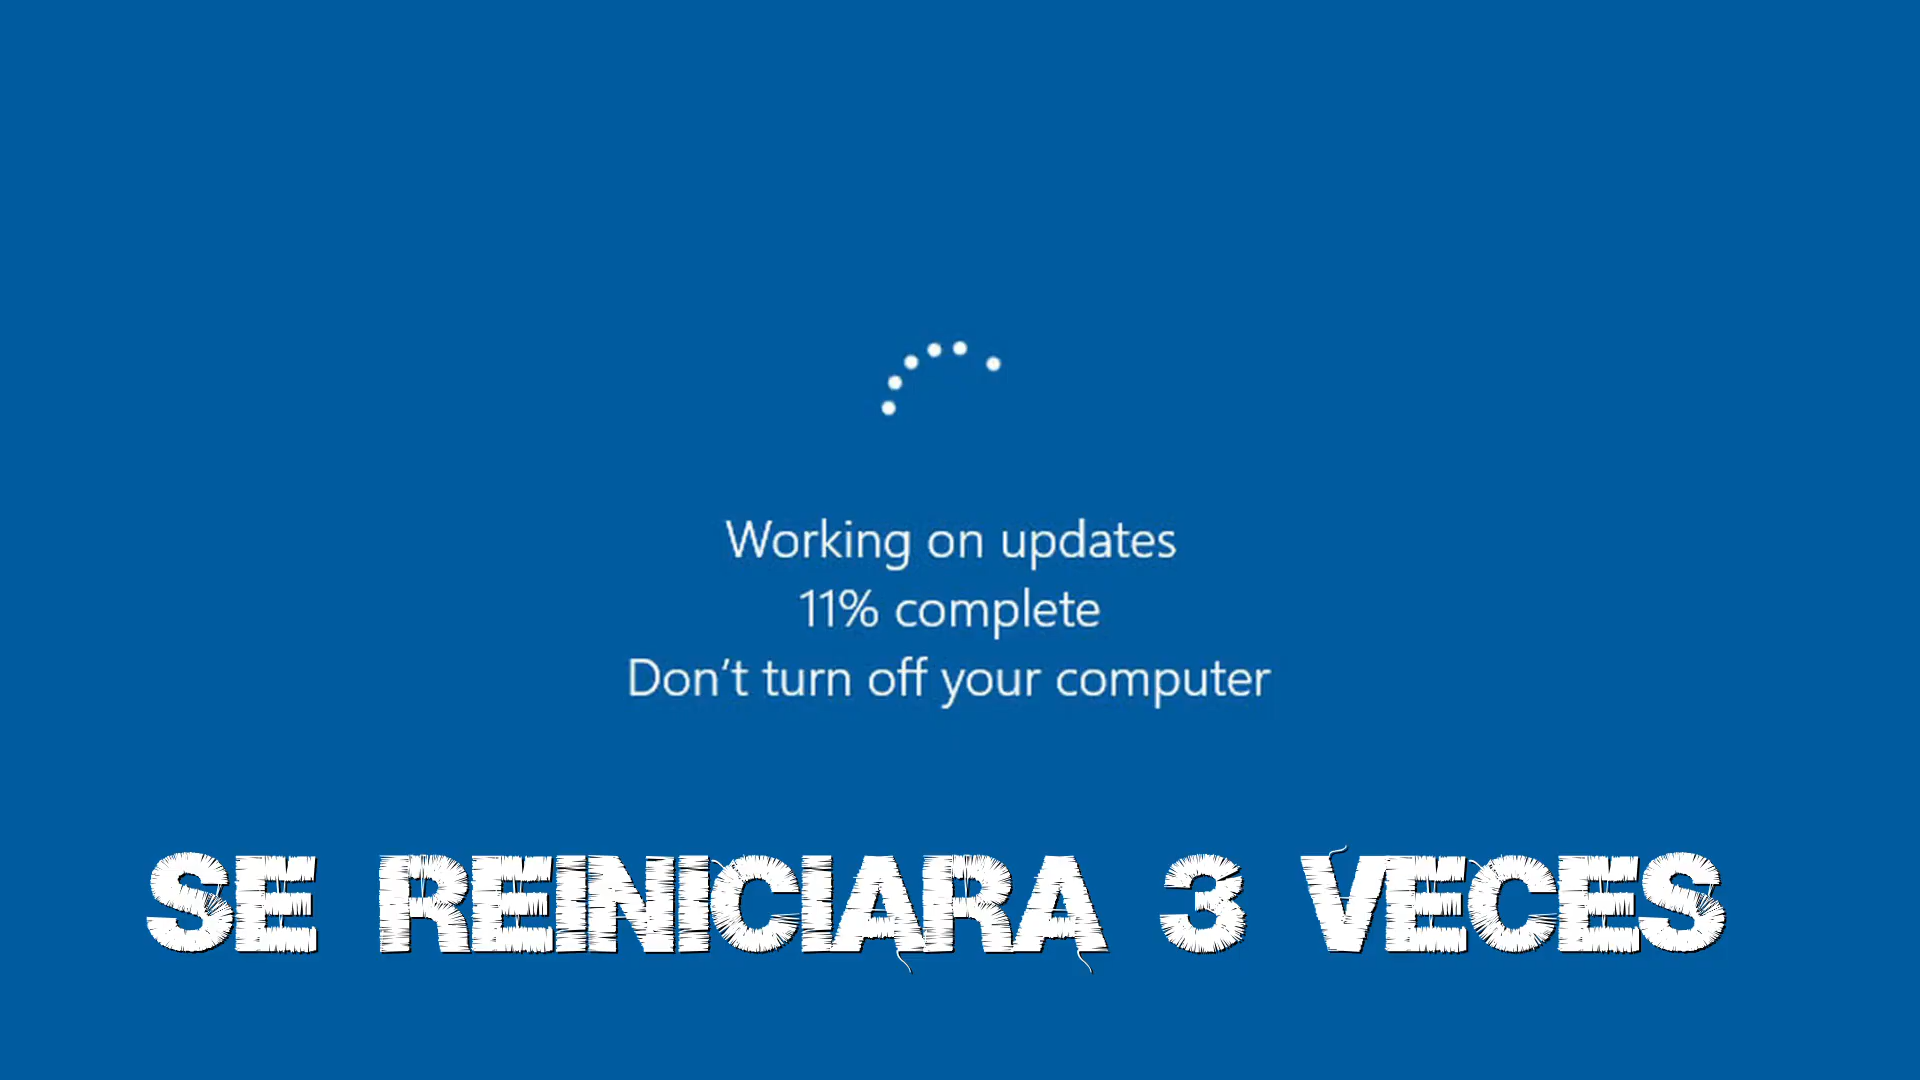 Working on updates
11% complete
Don't turn off your computer
SE REINICIARA 3 VECES